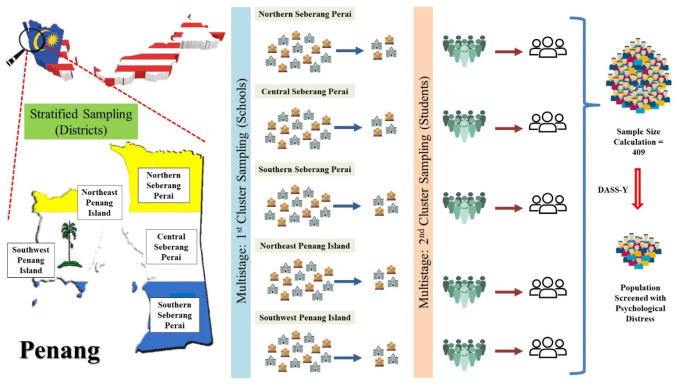 Stratified Sampling
(Districts)
Northern
Seberang
Perai
Northeast
Penang
Island
Southwest
Penang
Island
Central
Seberang
Perai
Southern
Seberang
Perai
Penang
Multistage: 1st Cluster Sampling (Schools)
Northern Seberang Perai
Central Seberang Perai
Southern Seberang Perai
Northeast Penang Island
Southwest Penang Island
Multistage: 2nd Cluster Sampling (Students)
Sample Size
Calculation =
409
DASS-Y
Population
Screened with
Psychological
Distress